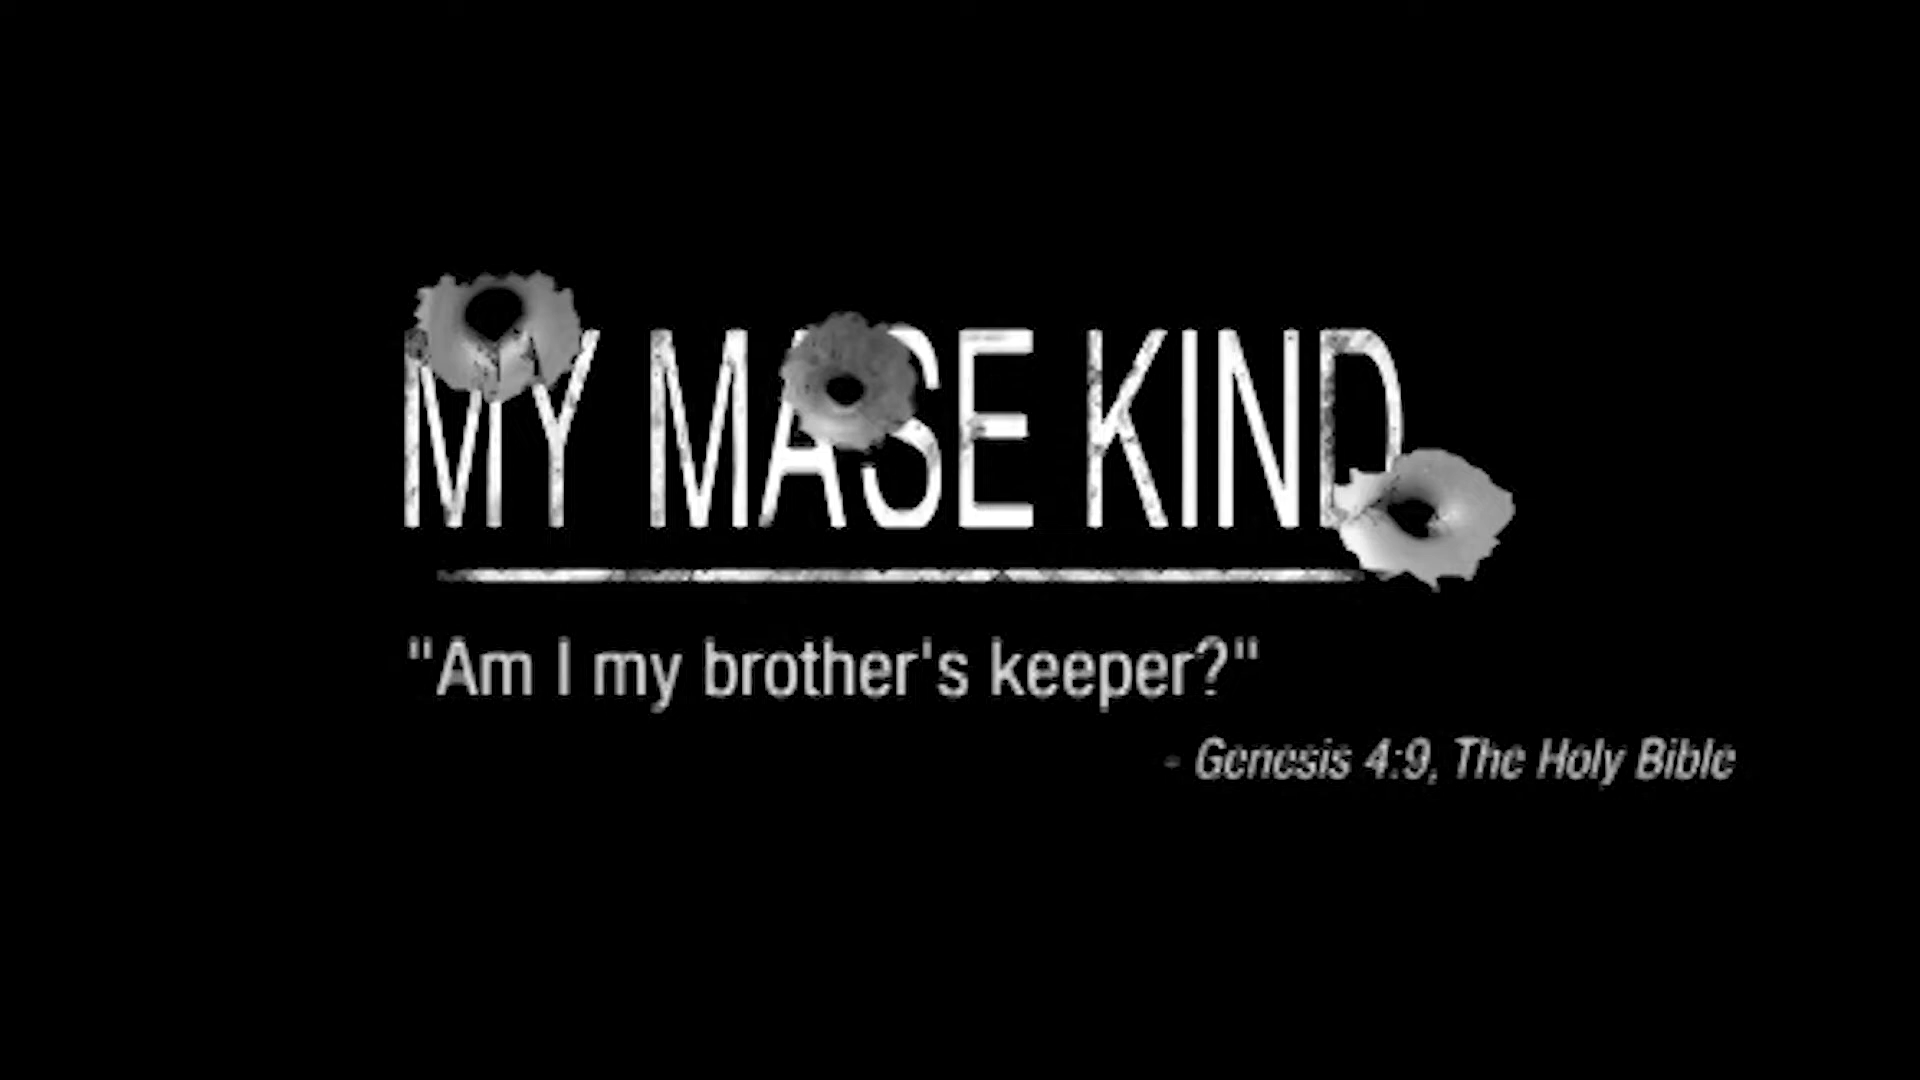 MY MASE KIND
"Am I my brother's keeper?"
- Genesis 4:9, The Holy Bible